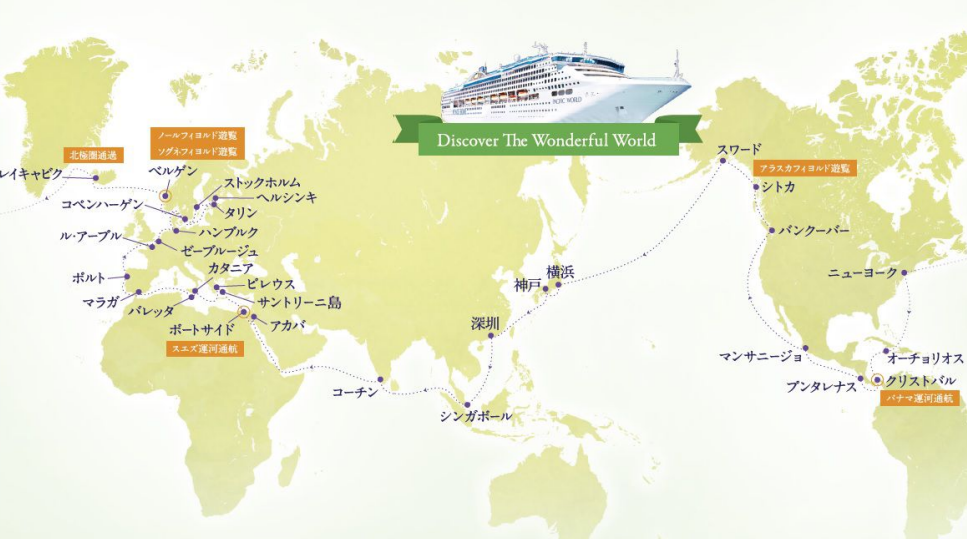 PACIFIC WORLD
Discover The Wonderful World
ノールフィヨルド遊覧
ソグネフィヨルド遊覧
北極圏通過
レイキャビク
ベルゲン
ストックホルム
ヘルシンキ
タリン
コペンハーゲン
ハンブルク
ル・アーブル
ゼーブルージュ
カタニア
ポルト
ピレウス
マラガ
バレッタ
サントリーニ島
ポートサイド
アカバ
スエズ運河通航
コーチン
シンガポール
深圳
神戸
横浜
スワード
アラスカフィヨルド遊覧
シトカ
バンクーバー
ニューヨーク
マンサニージョ
オーチョリオス
プンタレナス
クリストバル
パナマ運河通航